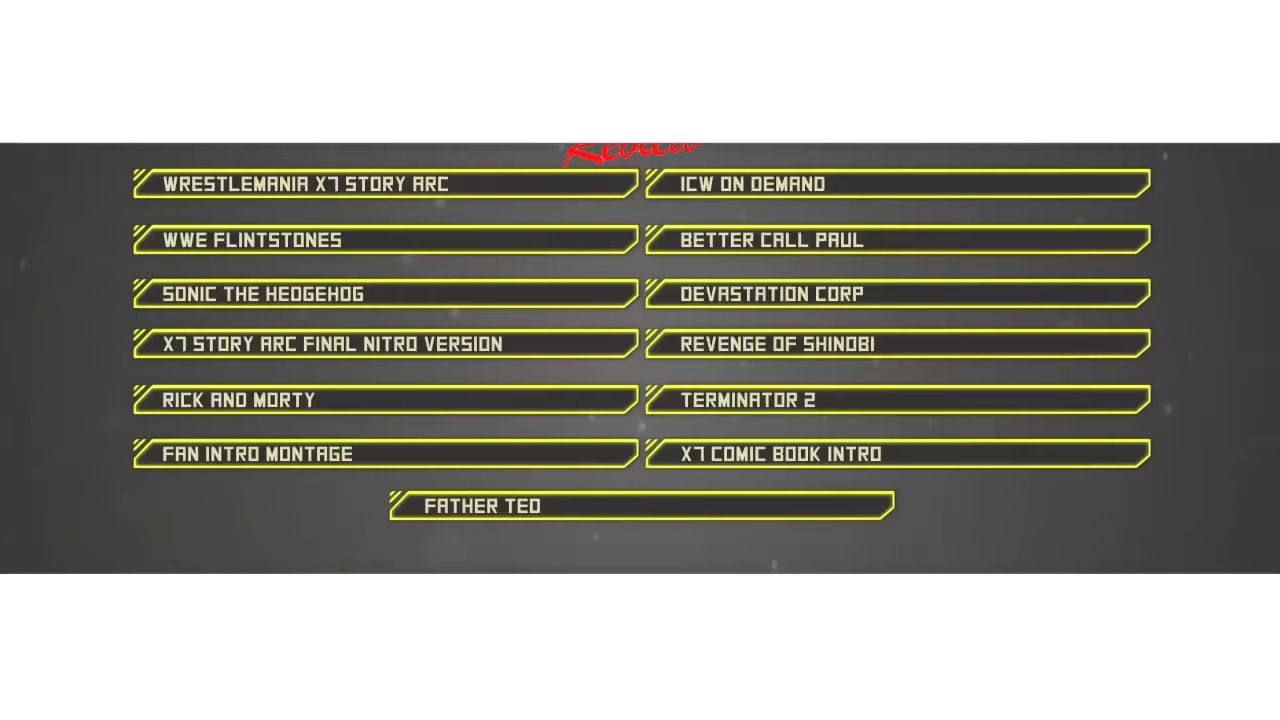 WRESTLEMANIA X7 STORY ARC
ICW ON DEMAND
WWE FLINTSTONES
BETTER CALL PAUL
SONIC THE HEDGEHOG
DEVASTATION CORP
X7 STORY ARC FINAL NITRO VERSION
REVENGE OF SHINOBI
RICK AND MORTY
TERMINATOR 2
FAN INTRO MONTAGE
X7 COMIC BOOK INTRO
FATHER TED